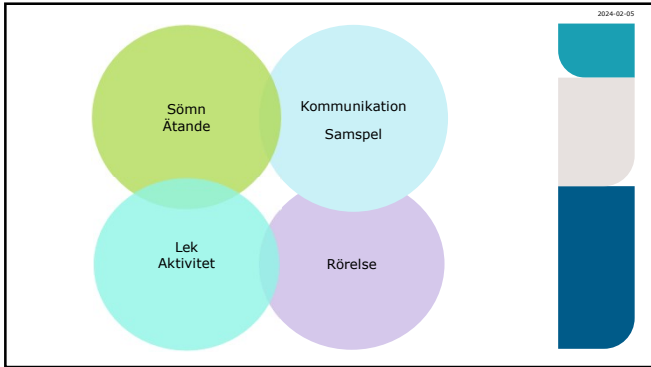 2024-02-05
Sömn
Ätande
Kommunikation
Samspel
Lek
Aktivitet
Rörelse